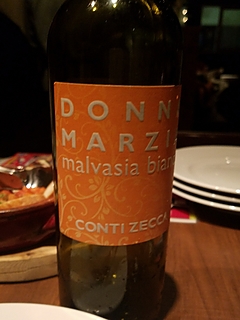 DONN
MARZI
malvasia bian
CONTI ZECCA